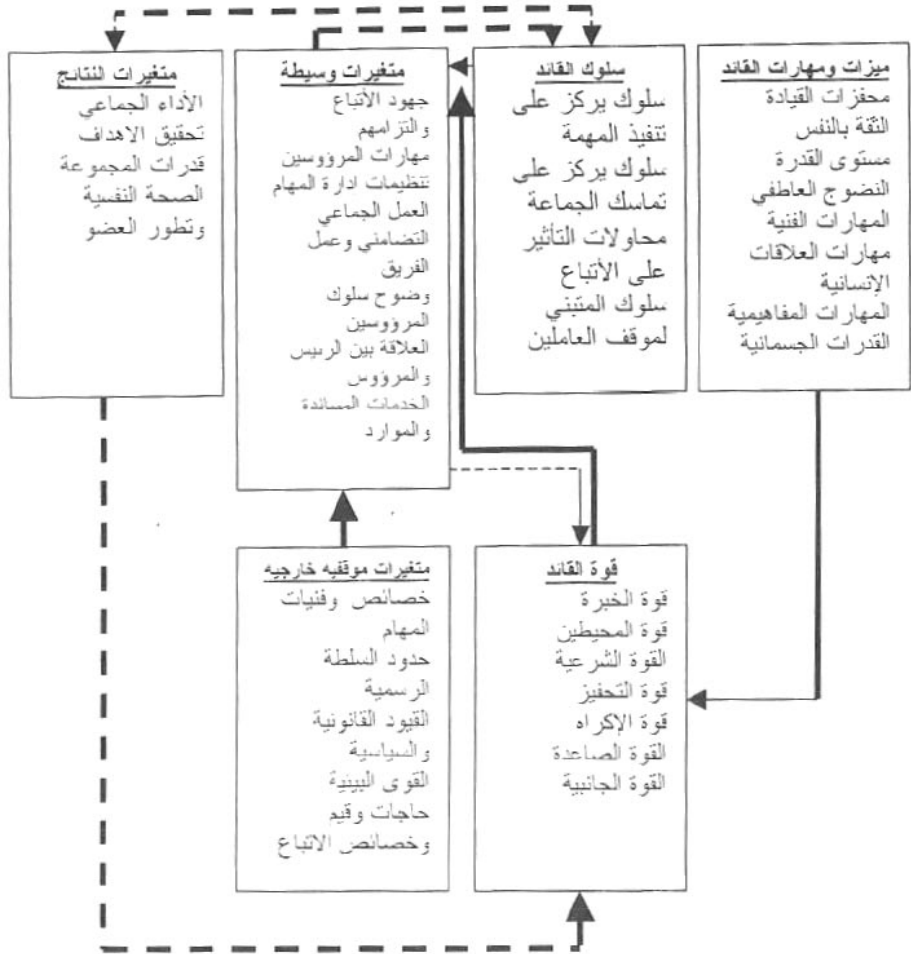 ميزات ومهارات القائد
محفزات القيادة
الثقة بالنفس
مستوى القدرة
النضوج العاطفي
المهارات الفنية
مهارات العلاقات
الإنسانية
المهارات المفاهيمية
القدرات الجسمانية
سلوك القائد
سلوك يركز على
تنفيذ المهمة
سلوك يركز على
تماسك الجماعة
محاولات التأثير
على الأتباع
سلوك المتبني
لموقف العاملين
متغيرات وسيطة
جهود الأتباع
والتزامهم
مهارات المرؤوسين
تنظيمات ادارة المهام
العمل الجماعي
التضامني وعمل
الفريق
وضوح سلوك
المرؤوسين
العلاقة بين الرئيس
والمرؤوس
الخدمات المساندة
والموارد
متغيرات النتائج
الأداء الجماعي
تحقيق الاهداف
قدرات المجموعة
الصحة النفسية
وتطور العضو
قوة القائد
قوة الخبرة
قوة المحيطين
القوة الشرعية
قوة التحفيز
قوة الإكراه
القوة الصاعدة
القوة الجانبية
متغيرات موقفيه خارجيه
خصائص وفنيات
المهام
حدود السلطة
الرسمية
القيود القانونية
والسياسية
القوى البيئية
حاجات وقيم
وخصائص الاتباع